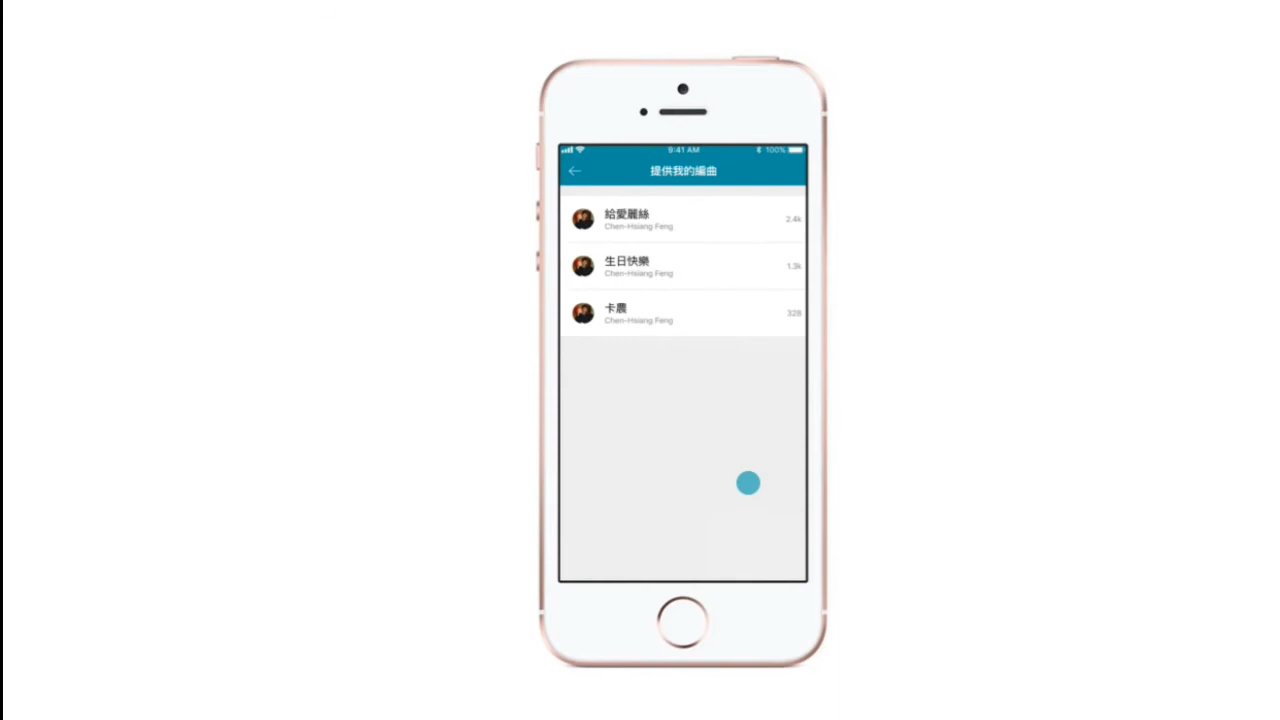 9:41 AM
100%
提供我的編曲
給愛麗絲
Chen-Hsiang Feng
2.4k
生日快樂
Chen-Hsiang Feng
1.3k
卡農
Chen-Hsiang Feng
328